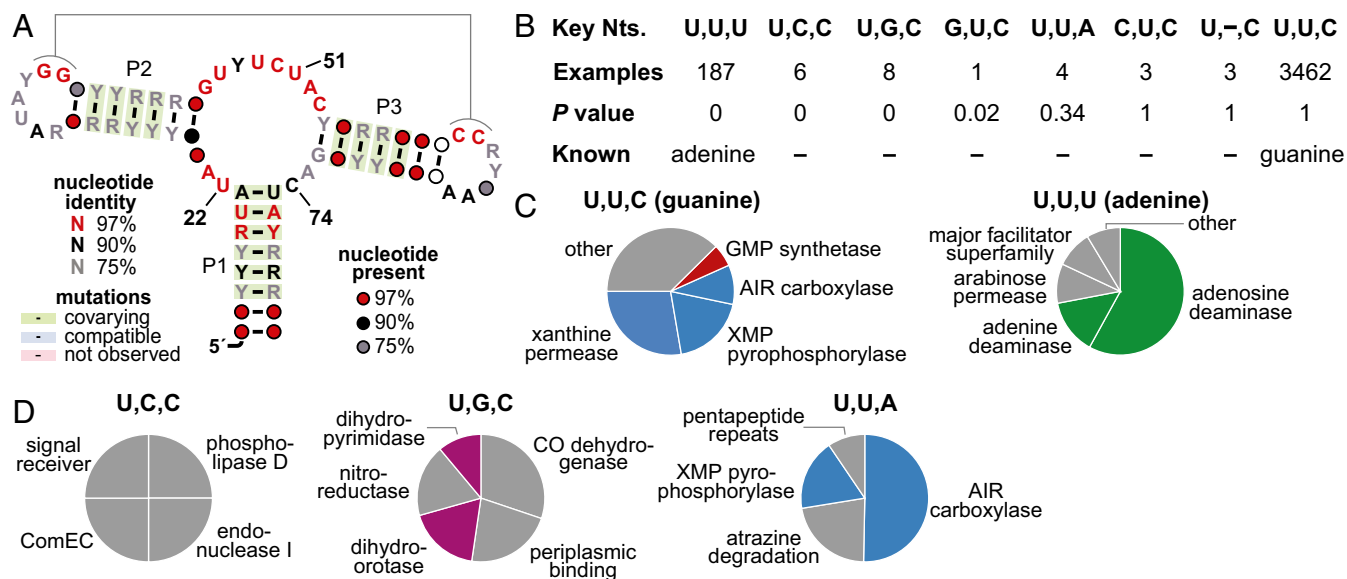 A
P2
G G
Y
A
U
A R
Y Y R R R
R R Y Y Y
G U Y U C U A C Y
51
P3
R R
Y Y
C C R Y
A A
G A C
U A
22
74
A - U
U - A
R - Y
Y - R
Y - R
Y - R
P1
5´
nucleotide
identity
N 97%
N 90%
N 75%
mutations
- covarying
- compatible
- not observed
nucleotide
present
97%
90%
75%
B
Key Nts. U,U,U U,C,C U,G,C G,U,C U,U,A C,U,C U,–,C U,U,C
Examples 187 6 8 1 4 3 3 3462
P value 0 0 0 0.02 0.34 1 1 1
Known adenine – – – – – – guanine
C
U,U,C (guanine)
other
GMP synthetase
AIR carboxylase
XMP
pyrophosphorylase
xanthine
permease
U,U,U (adenine)
other
major facilitator
superfamily
arabinose
permease
adenine
deaminase
adenosine
deaminase
D
U,C,C
signal
receiver
phospho-
lipase D
ComEC
endo-
nuclease I
U,G,C
dihydro-
pyrimidase
CO dehydro-
genase
nitro-
reductase
dihydro-
orotase
periplasmic
binding
U,U,A
pentapeptide
repeats
XMP pyro-
phosphorylase
AIR
carboxylase
atrazine
degradation